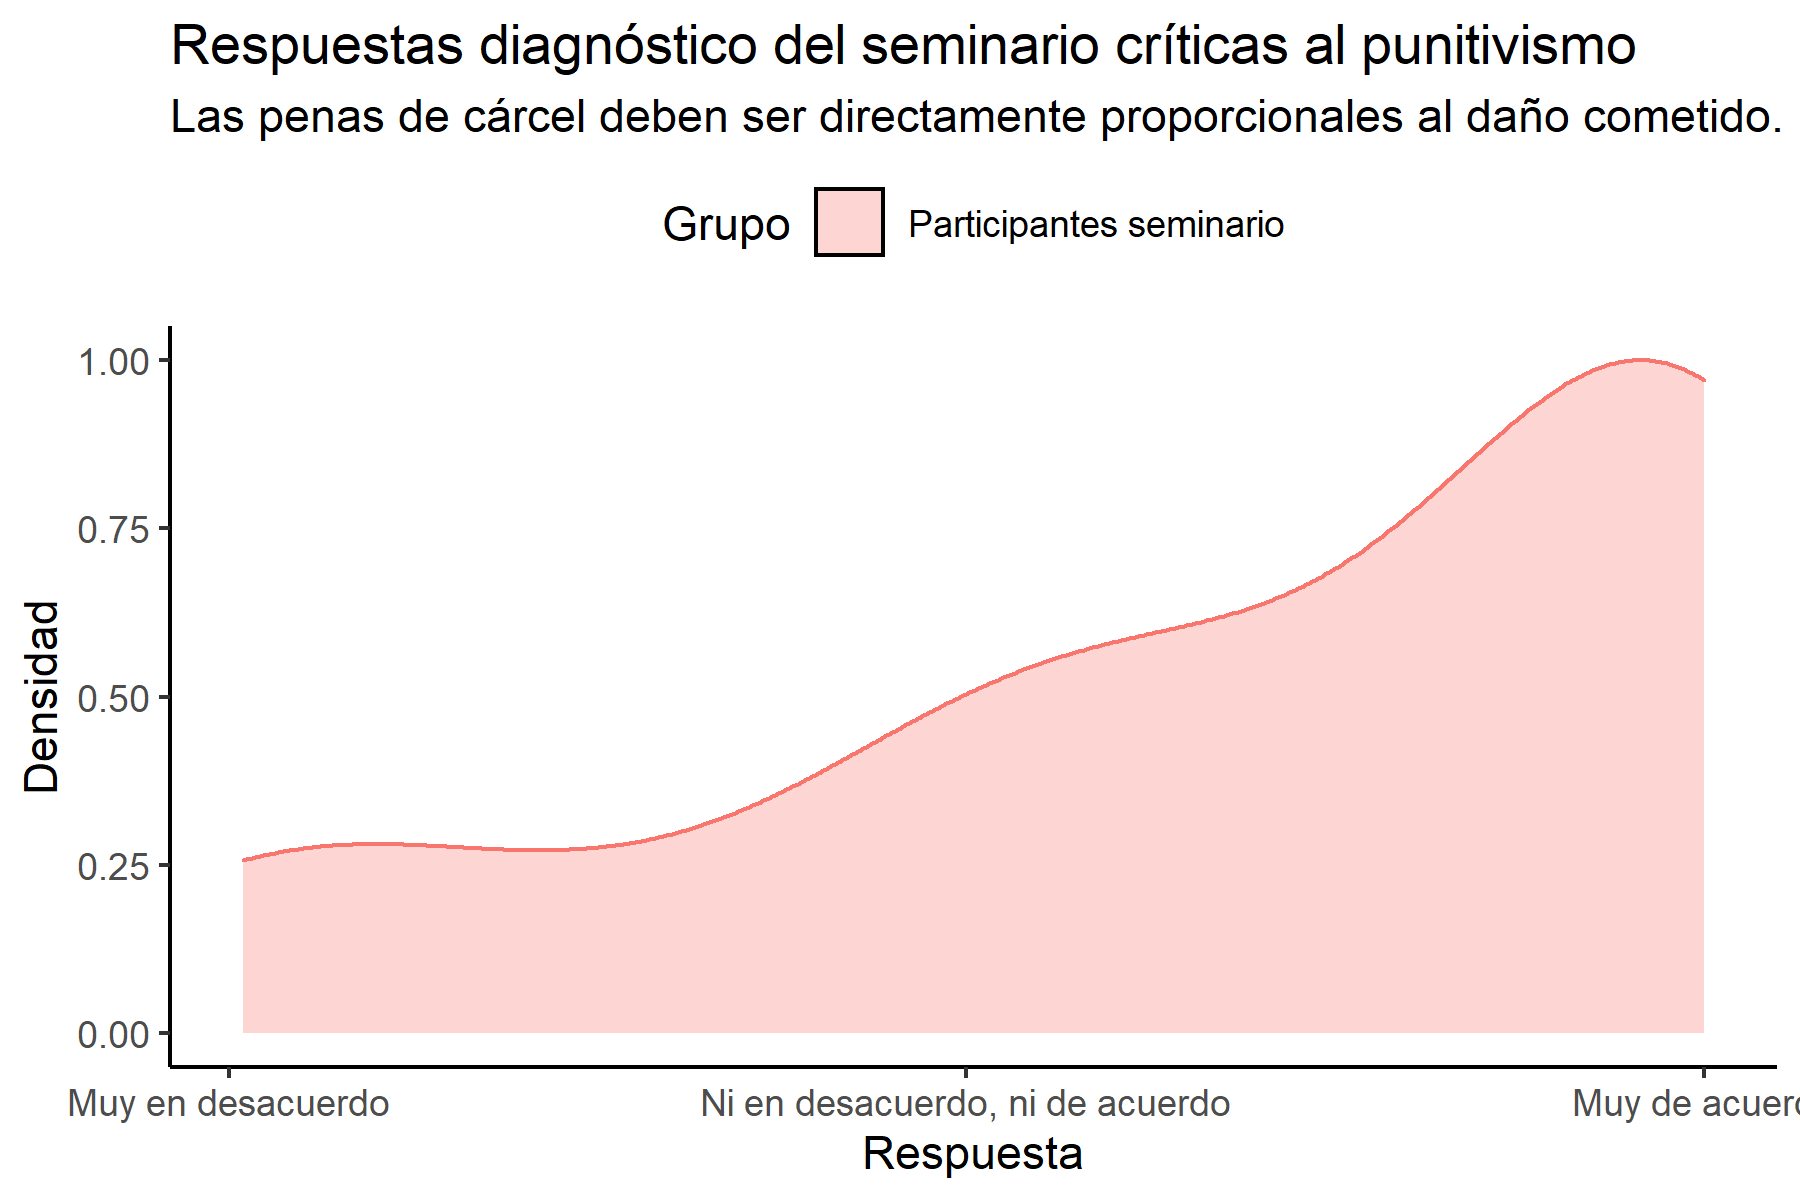 Respuestas diagnóstico del seminario críticas al punitivismo
Las penas de cárcel deben ser directamente proporcionales al daño cometido.
Grupo Participantes seminario
1.00
0.75
0.50
0.25
0.00
Densidad
Muy en desacuerdo Ni en desacuerdo, ni de acuerdo Muy de
Respuesta